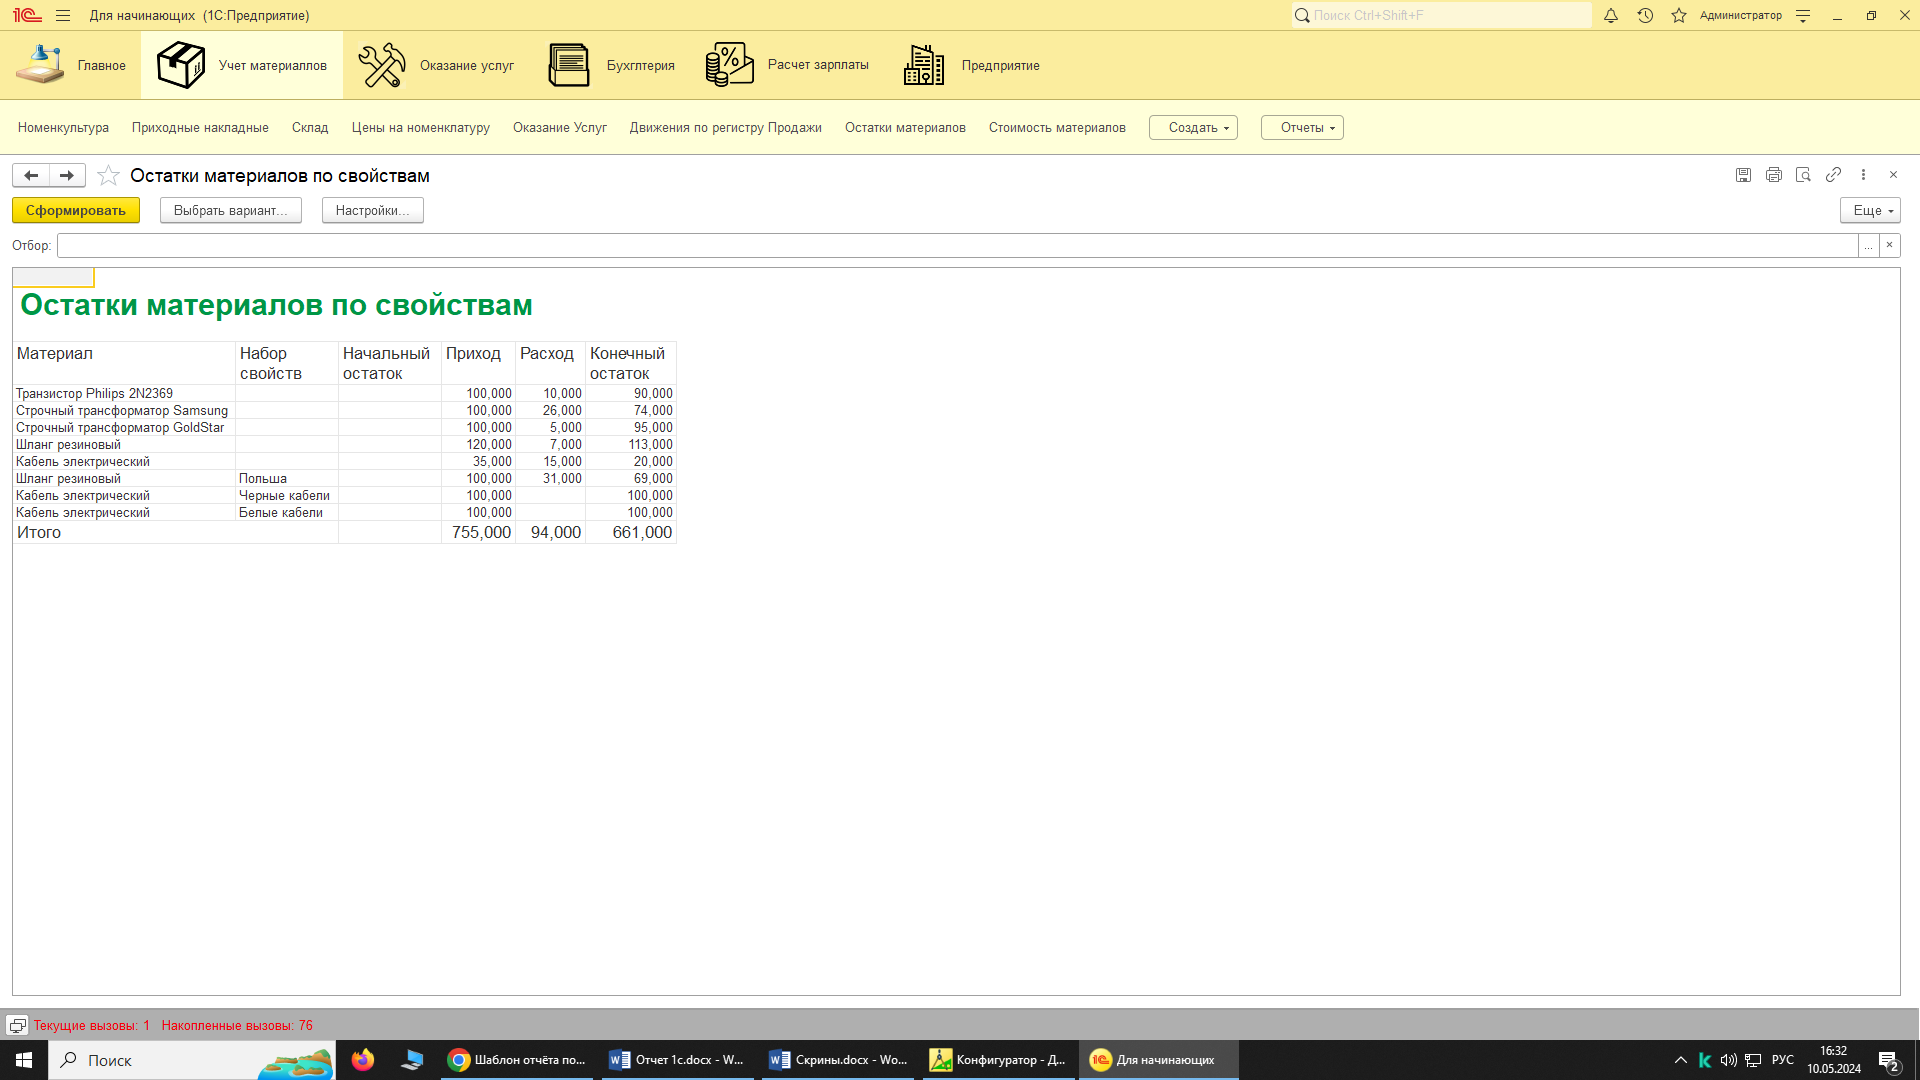 1С Для начинающих (1С:Предприятие) Поиск Ctrl+Shift+F Администратор
Главное Учет материаллов Оказание услуг Бухглтерия Расчет зарплаты Предприятие
Номенкультура Приходные накладные Склад Цены на номенклатуру Оказание Услуг Движения по регистру Продажи Остатки материалов Стоимость материалов Создать Отчеты
Остатки материалов по свойствам
Сформировать Выбрать вариант... Настройки... Еще
Отбор: ... ×
Остатки материалов по свойствам
Материал Набор свойств Начальный остаток Приход Расход Конечный остаток
Транзистор Philips 2N2369 100,000 10,000 90,000
Строчный трансформатор Samsung 100,000 26,000 74,000
Строчный трансформатор GoldStar 100,000 5,000 95,000
Шланг резиновый 120,000 7,000 113,000
Кабель электрический 35,000 15,000 20,000
Шланг резиновый Польша 100,000 31,000 69,000
Кабель электрический Черные кабели 100,000 100,000
Кабель электрический Белые кабели 100,000 100,000
Итого 755,000 94,000 661,000
Текущие вызовы: 1 Накопленные вызовы: 76
Поиск Шаблон отчёта по... Отчет 1с.docx - W... Скрины.docx - Wo... Конфигуратор - Д... 1С Для начинающих РУС 16:32
10.05.2024 2